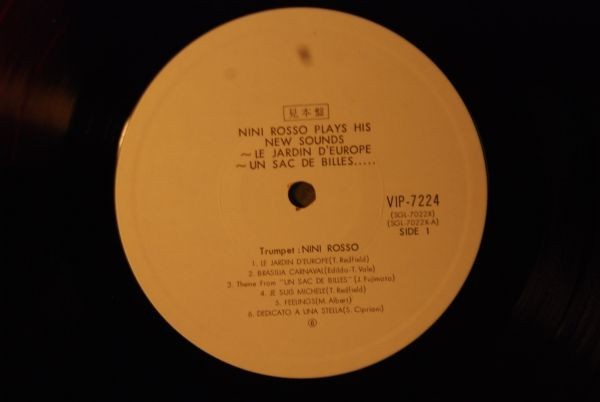 見本盤
NINI ROSSO PLAYS HIS
NEW SOUNDS
～LE JARDIN D'EUROPE
～UN SAC DE BILLES.....
VIP-7224
(SGL-7022X)
(SGL-7022X-A)
SIDE 1
Trumpet : NINI ROSSO
1. LE JARDIN D'EUROPE(T. Redfield)
2. BRASILIA CARNAVAL(Edilda-T. Vale)
3. Theme From "UN SAC DE BILLES" (J. Fujimoto)
4. JE SUIS MICHELE(T. Redfield)
5. FEELINGS(M. Albert)
6. DEDICATO A UNA STELLA(S. Cipriani)
⑥